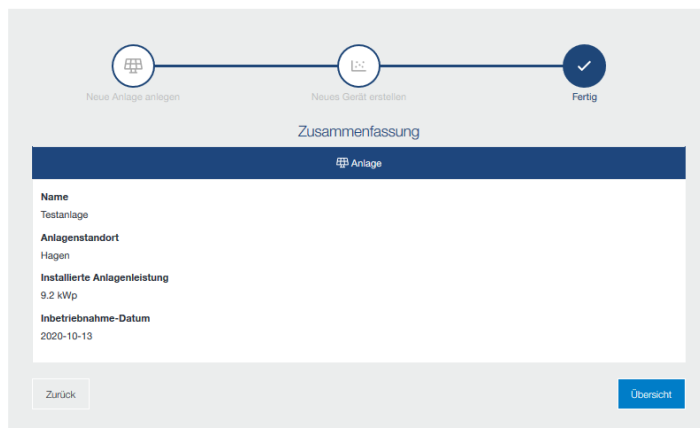 Neue Anlage anlegen
Neues Gerät erstellen
Fertig
Zusammenfassung
Anlage
Name
Testanlage
Anlagenstandort
Hagen
Installierte Anlagenleistung
9.2 kWp
Inbetriebnahme-Datum
2020-10-13
Zurück
Übersicht